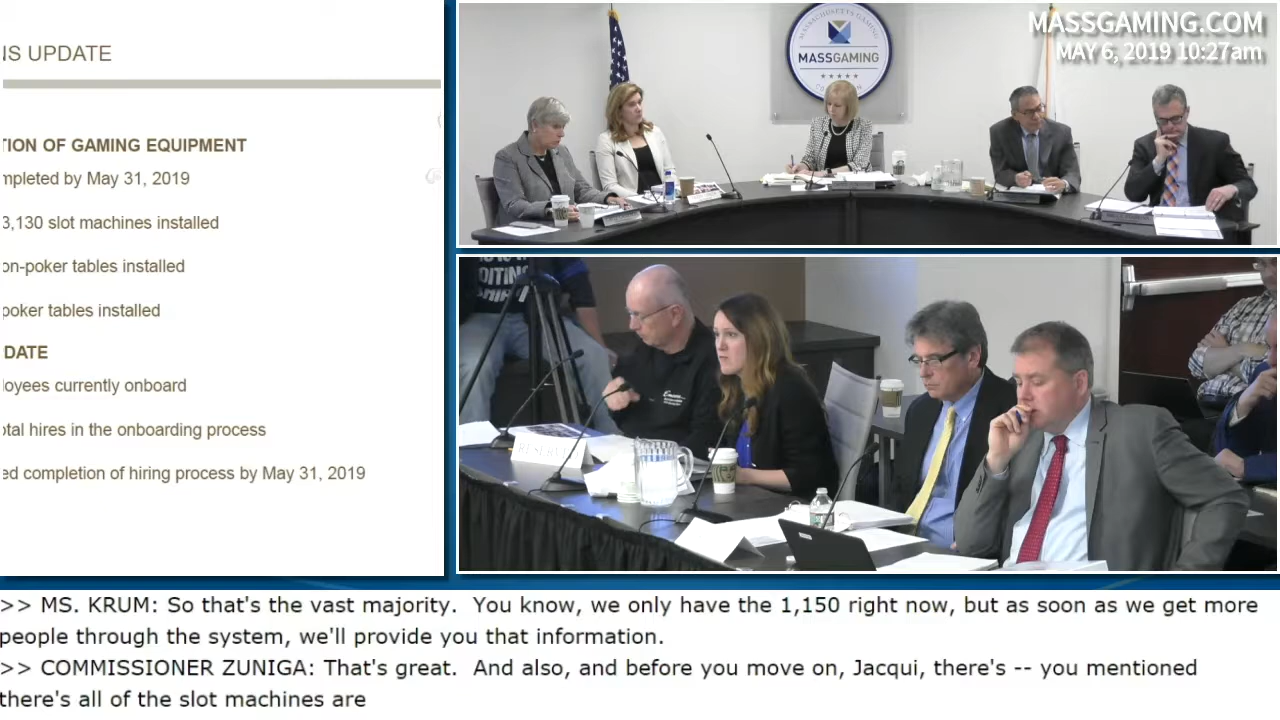 IS UPDATE
TION OF GAMING EQUIPMENT
mpleted by May 31, 2019
3,130 slot machines installed
on-poker tables installed
poker tables installed
DATE
loyees currently onboard
otal hires in the onboarding process
ed completion of hiring process by May 31, 2019
MASSGAMING.COM
MAY 6, 2019 10:27am
MASSACHUSETTS GAMING
MASSGAMING
>> MS. KRUM: So that's the vast majority.  You know, we only have the 1,150 right now, but as soon as we get more
people through the system, we'll provide you that information.
>> COMMISSIONER ZUNIGA: That's great.  And also, and before you move on, Jacqui, there's -- you mentioned
there's all of the slot machines are